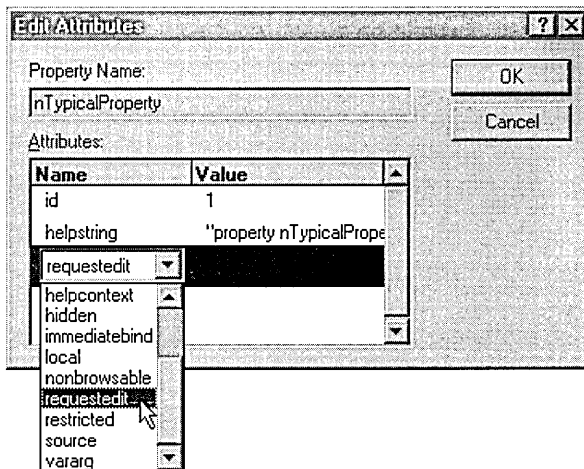 Edit Attributes
Property Name:
OK
nTypicalProperty
Cancel
Attributes:
Name Value
id 1
helpstring "property nTypicalPrope
requestedit
helpcontext
hidden
immediatebind
local
nonbrowsable
requestedit
restricted
source
vararg